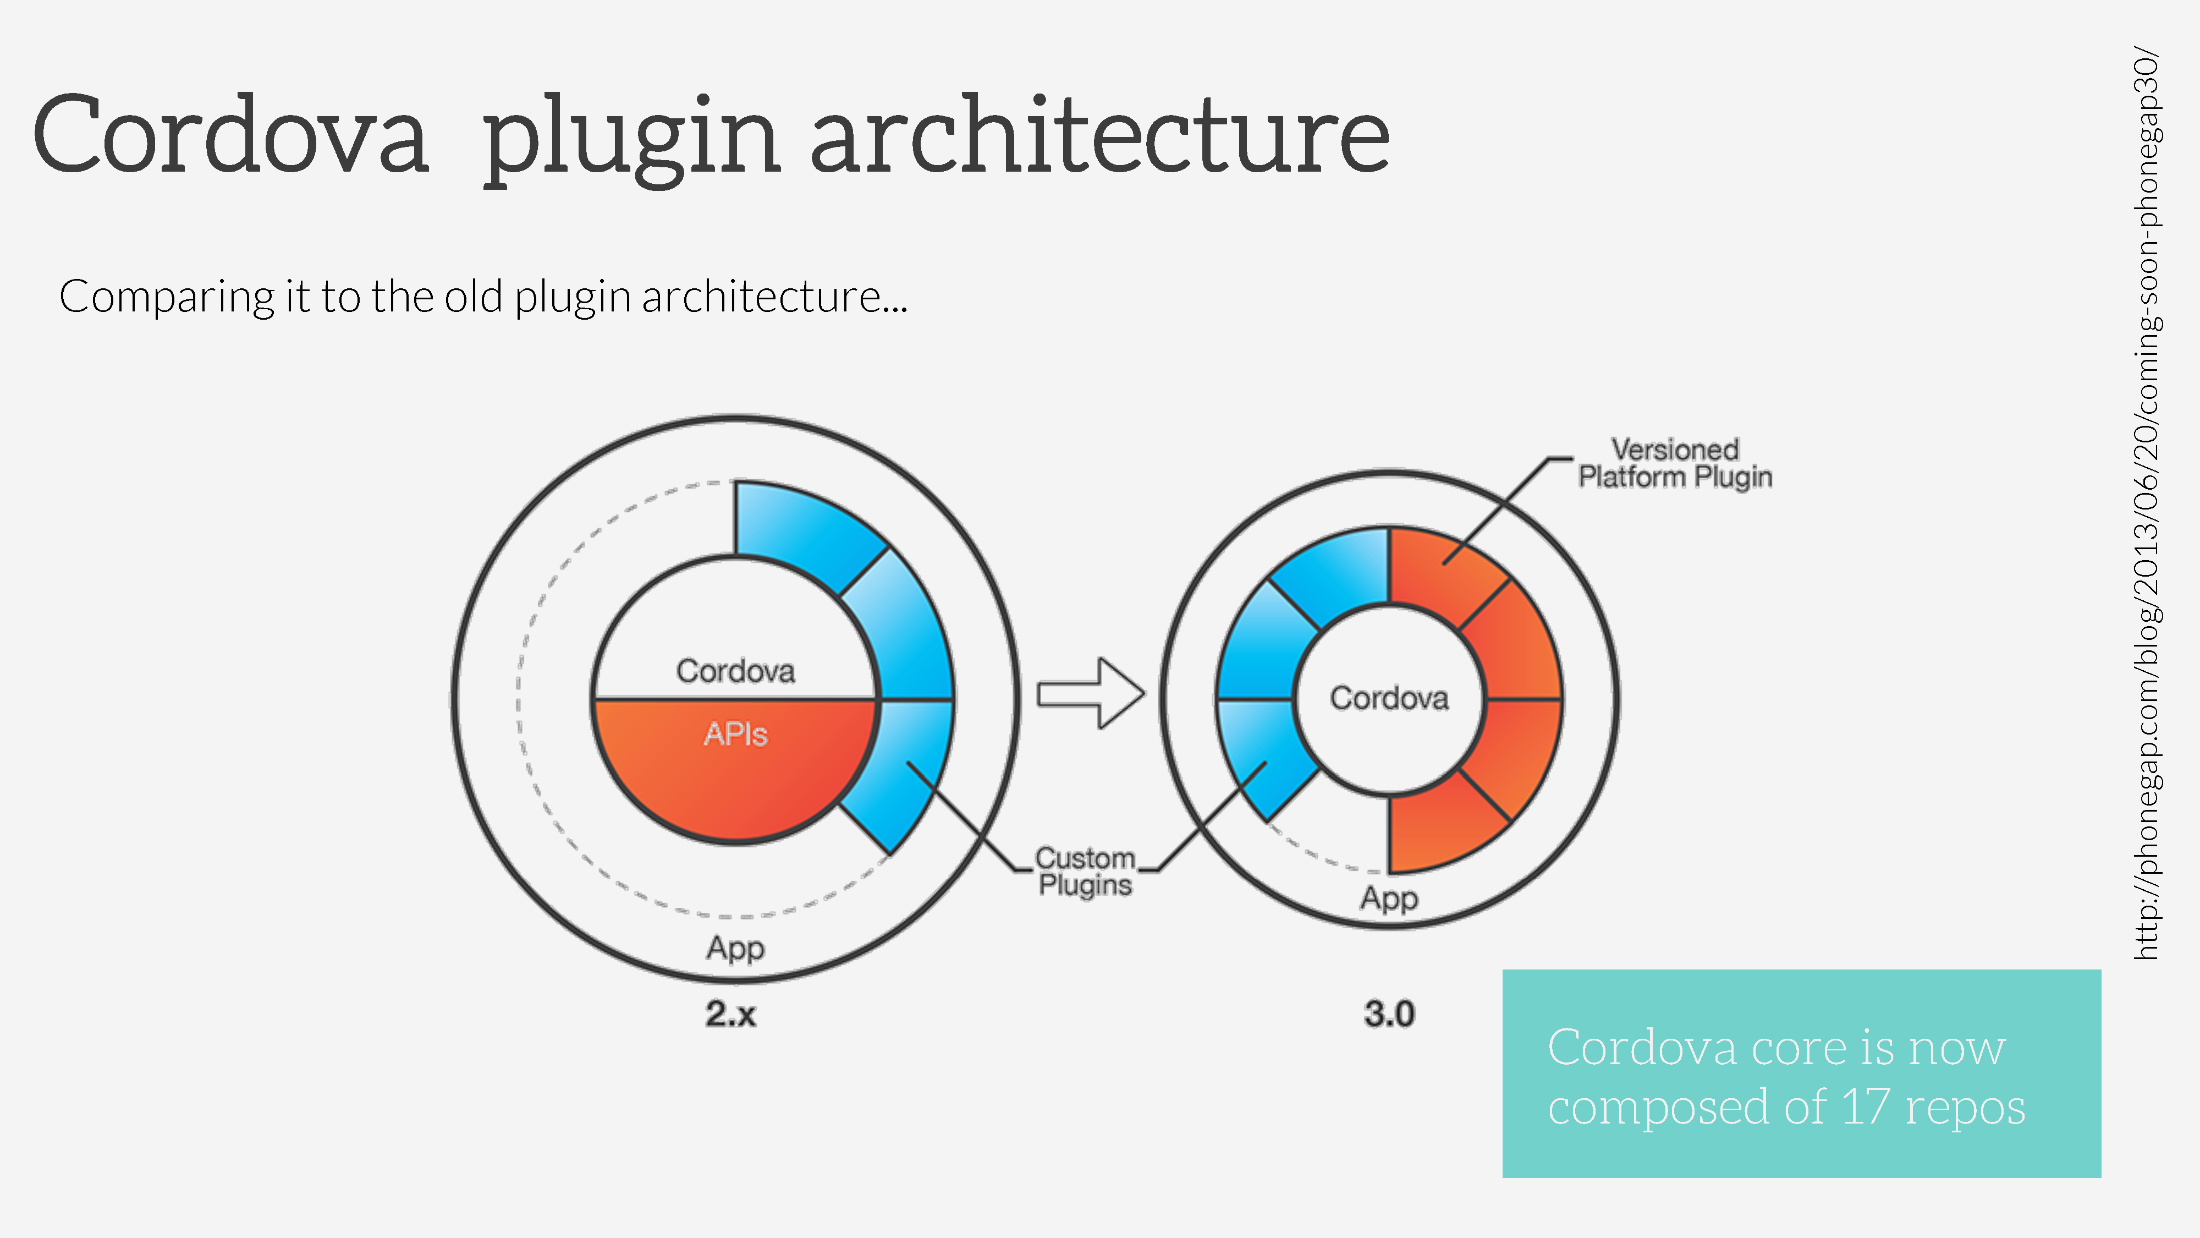 Cordova  plugin architecture
Comparing it to the old plugin architecture...
Versioned
Platform Plugin
Cordova
APIs
Cordova
Custom
Plugins
App
App
2.x
3.0
Cordova core is now
composed of 17 repos
http://phonegap.com/blog/2013/06/20/coming-soon-phonegap30/